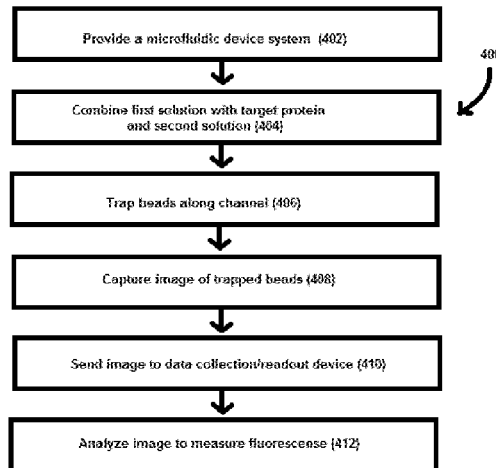 Provide a microfluidic device system (402)
Combine first solution with target protein
and second solution (404)
Trap beads along channel (406)
Capture image of trapped beads (408)
Send image to data collection/readout device (410)
Analyze image to measure fluorescense (412)